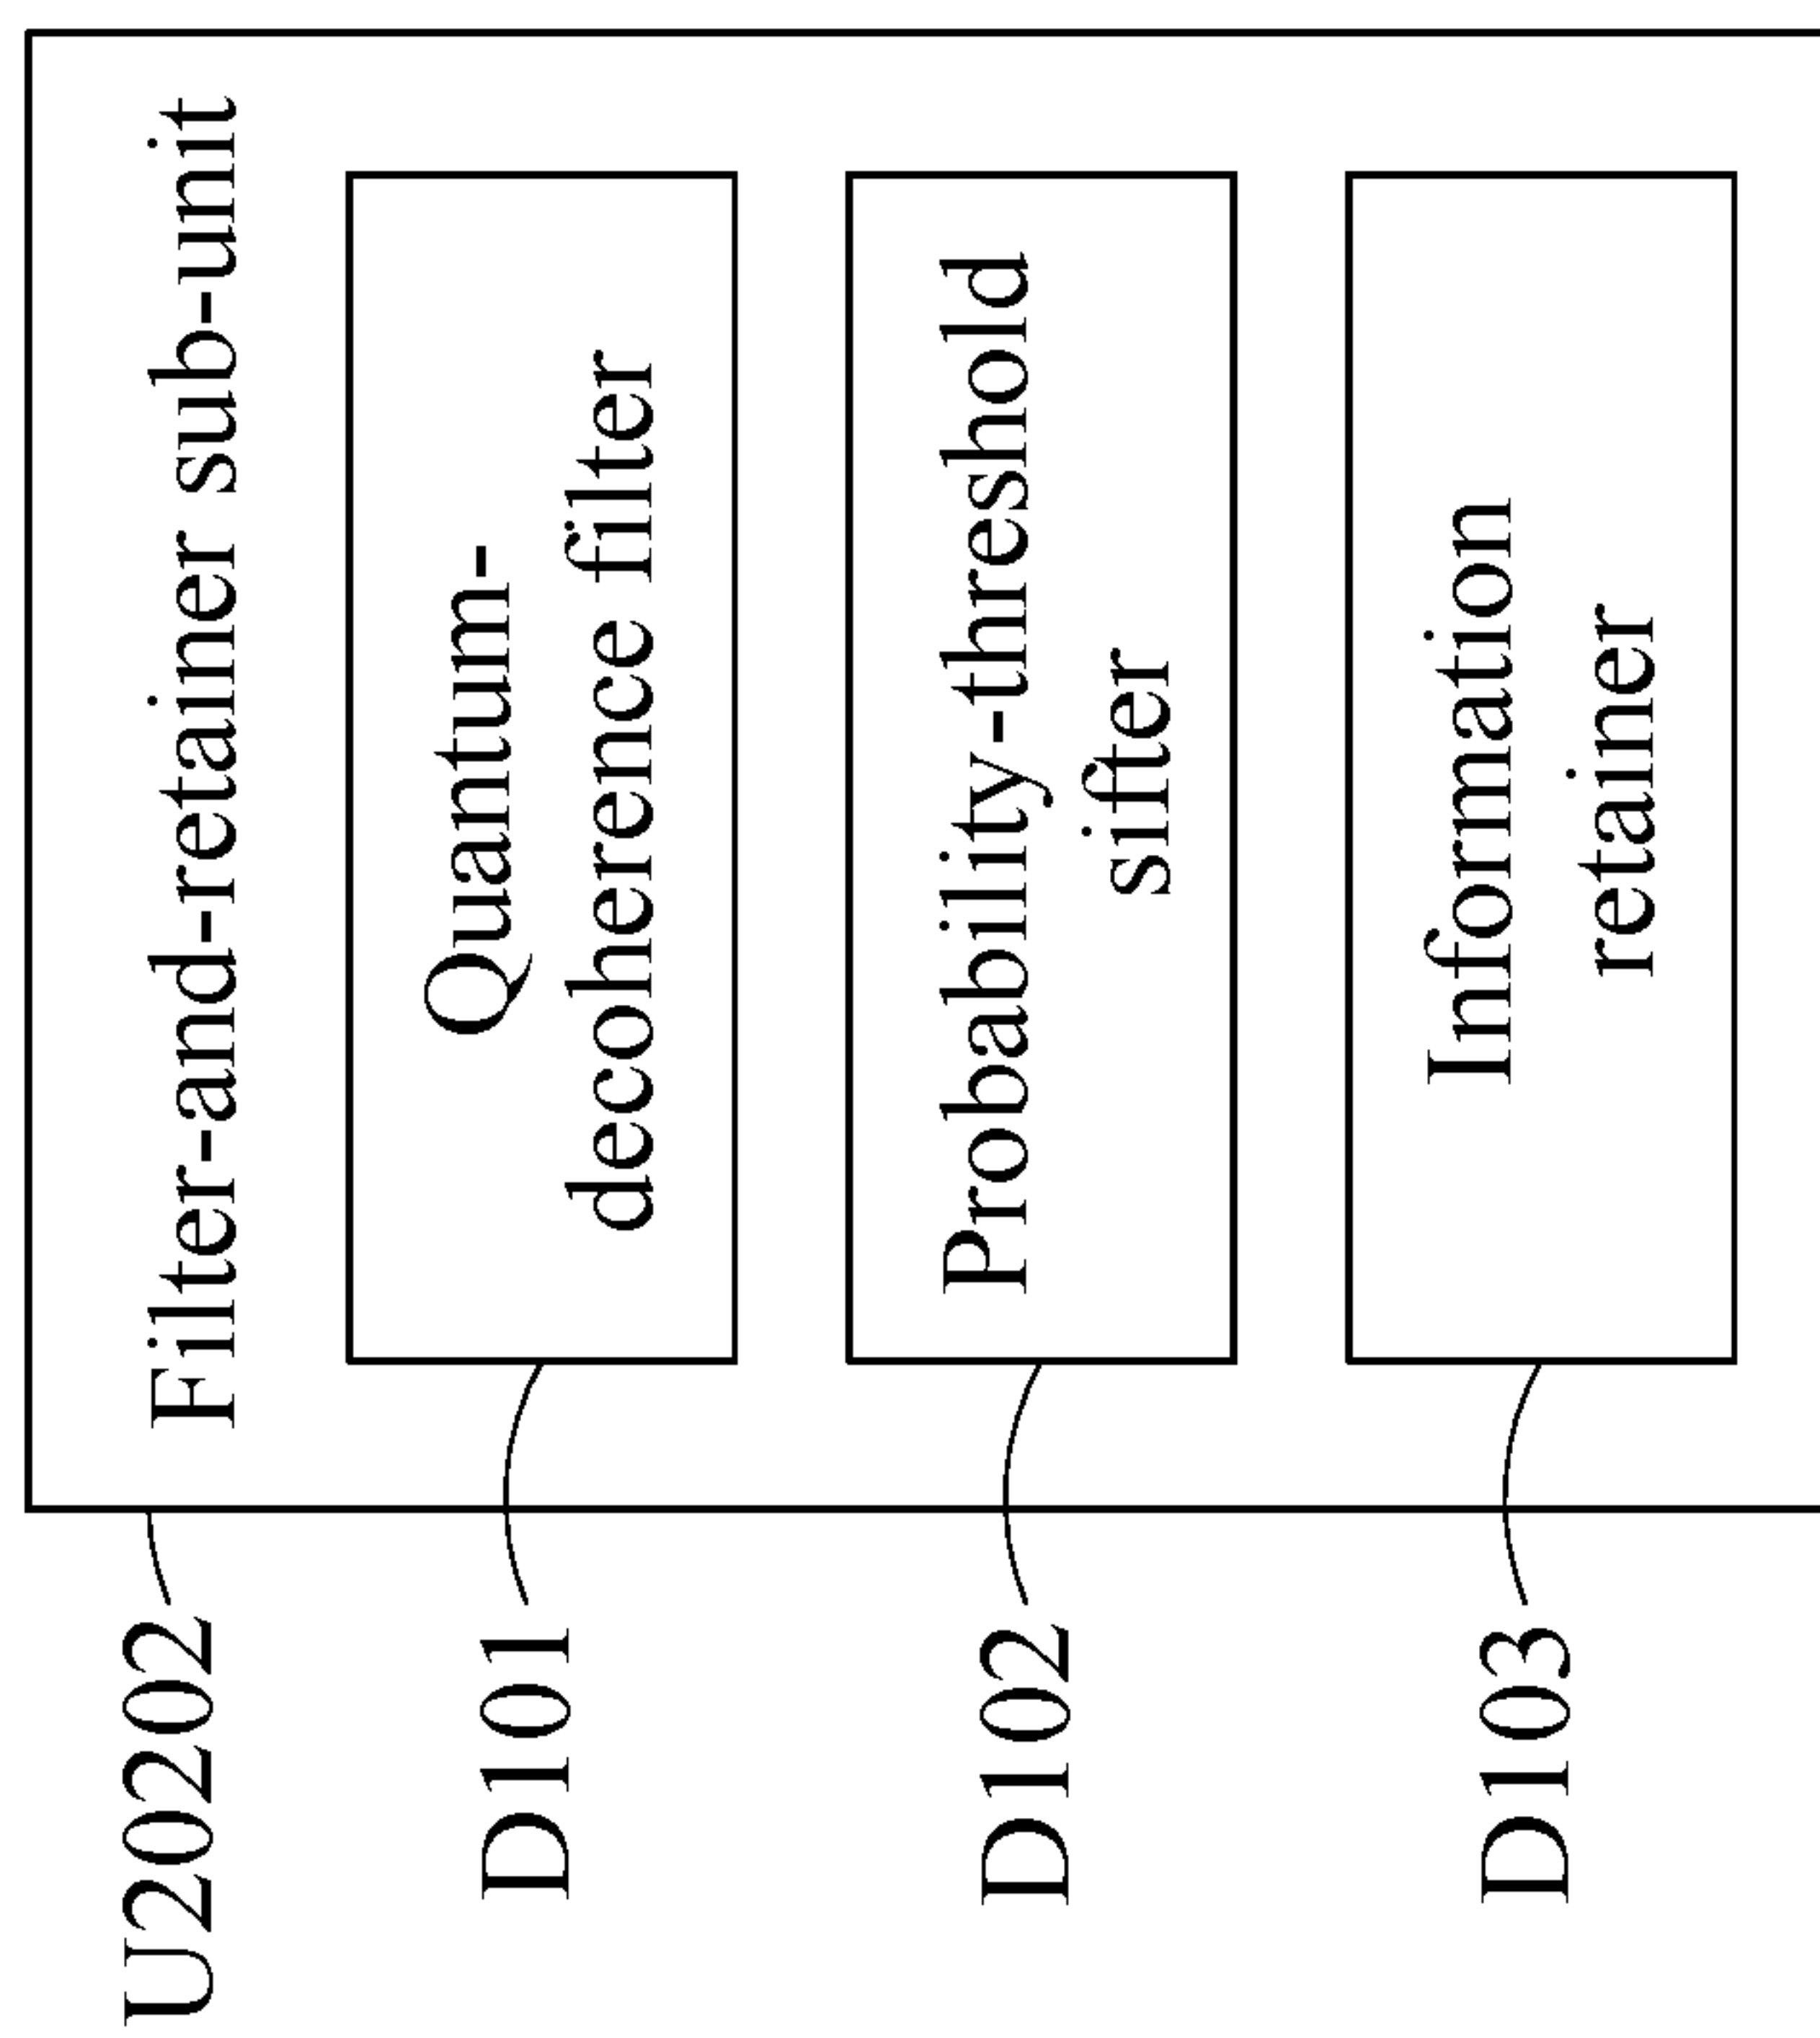 U20202
Filter-and-retainer sub-unit
D101
Quantum-
decoherence filter
D102
Probability-threshold
sifter
D103
Information
retainer